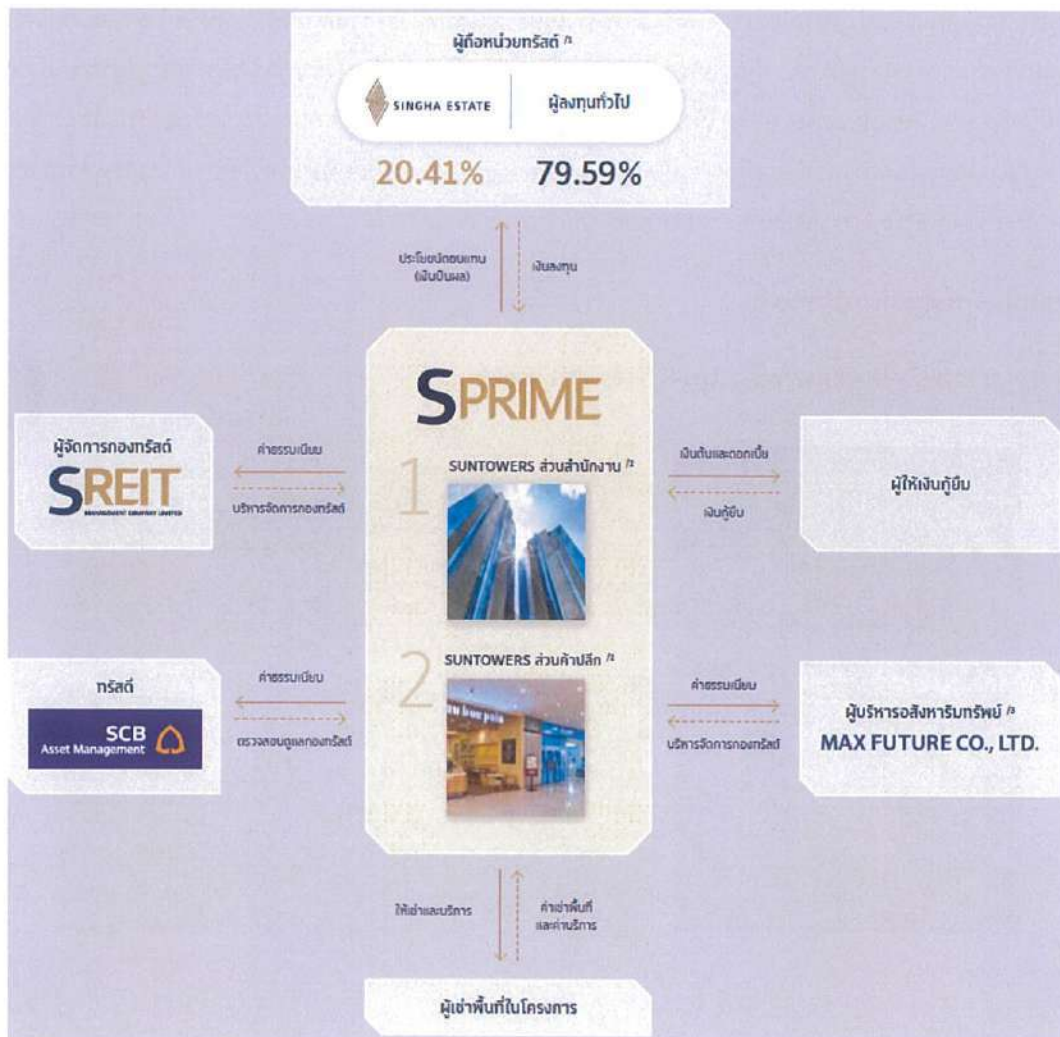 ผู้ถือหน่วยทรัสต์ /1
SINGHA ESTATE
ผู้ลงทุนทั่วไป
20.41%
79.59%
ประโยชน์ตอบแทน
(เงินปันผล)
เงินลงทุน
SPRIME
ผู้จัดการกองทรัสต์
SREIT
MANAGEMENT COMPANY LIMITED
ค่าธรรมเนียม
บริหารจัดการกองทรัสต์
1
SUNTOWERS ส่วนสำนักงาน /2
เงินต้นและดอกเบี้ย
เงินกู้ยืม
ผู้ให้เงินกู้ยืม
2
SUNTOWERS ส่วนค้าปลีก /2
au bon pain
ทรัสตี
SCB
Asset Management
ค่าธรรมเนียม
ตรวจสอบดูแลกองทรัสต์
ค่าธรรมเนียม
บริหารจัดการกองทรัสต์
ผู้บริหารอสังหาริมทรัพย์ /3
MAX FUTURE CO., LTD.
ให้เช่าและบริการ
ค่าเช่าพื้นที่
และค่าบริการ
ผู้เช่าพื้นที่ในโครงการ